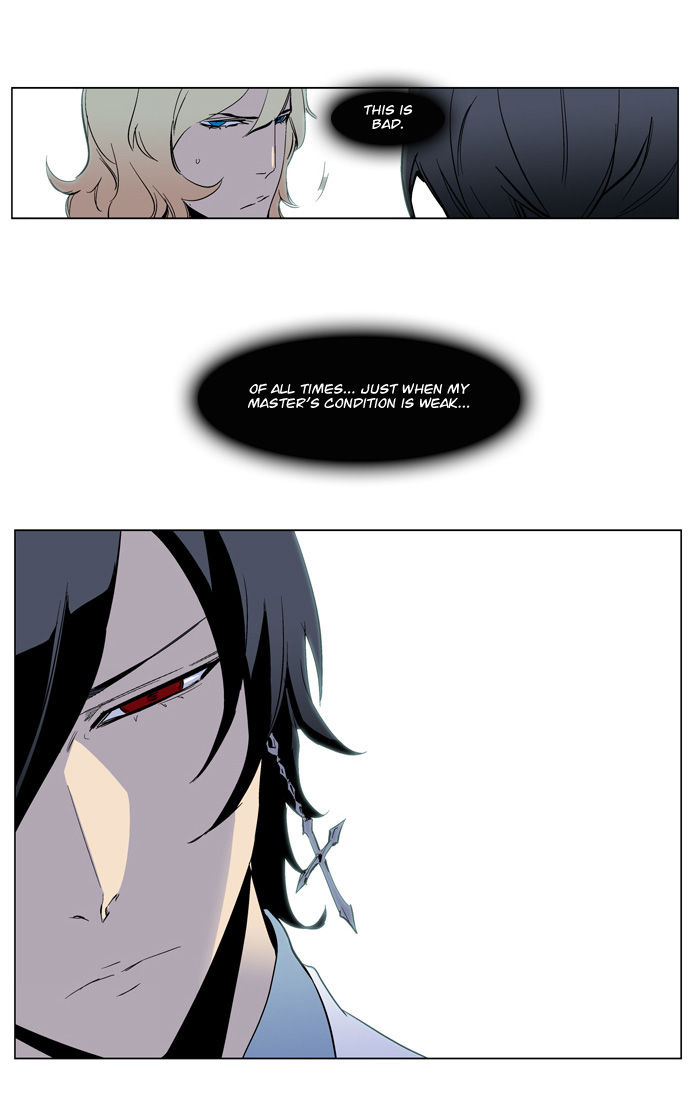 THIS IS
BAD.
OF ALL TIMES... JUST WHEN MY
MASTER'S CONDITION IS WEAK...